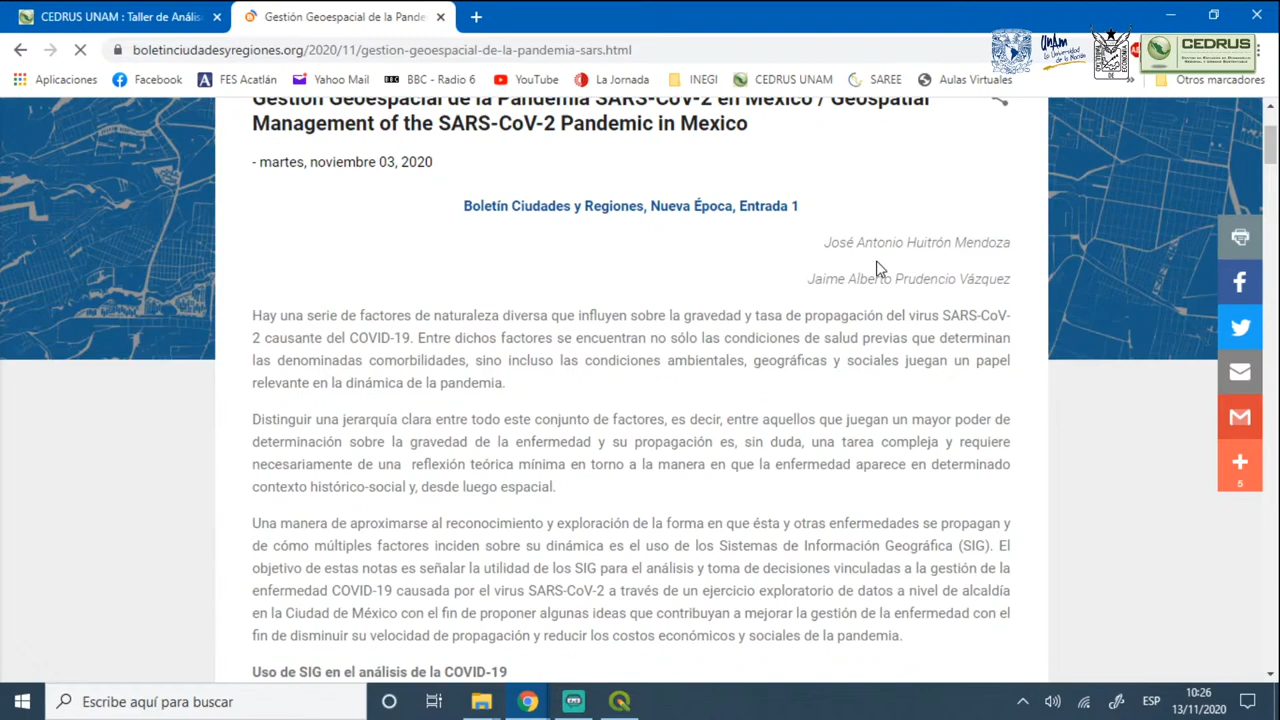 CEDRUS UNAM : Taller de Análisi
Gestión Geoespacial de la Pande
boletinciudadesyregiones.org/2020/11/gestion-geoespacial-de-la-pandemia-sars.html
UNAM
La Universidad
de la Nación
CEDRUS
Aplicaciones
Facebook
FES Acatlán
Yahoo Mail
BBC - Radio 6
YouTube
La Jornada
INEGI
CEDRUS UNAM
SAREE
Aulas Virtuales
»
Otros marcadores
Gestión Geoespacial de la Pandemia SARS-CoV-2 en México / Geospatial
Management of the SARS-CoV-2 Pandemic in Mexico
- martes, noviembre 03, 2020
Boletín Ciudades y Regiones, Nueva Época, Entrada 1
José Antonio Huitrón Mendoza
Jaime Alberto Prudencio Vázquez
Hay una serie de factores de naturaleza diversa que influyen sobre la gravedad y tasa de propagación del virus SARS-CoV-
2 causante del COVID-19. Entre dichos factores se encuentran no sólo las condiciones de salud previas que determinan
las denominadas comorbilidades, sino incluso las condiciones ambientales, geográficas y sociales juegan un papel
relevante en la dinámica de la pandemia.
Distinguir una jerarquía clara entre todo este conjunto de factores, es decir, entre aquellos que juegan un mayor poder de
determinación sobre la gravedad de la enfermedad y su propagación es, sin duda, una tarea compleja y requiere
necesariamente de una reflexión teórica mínima en torno a la manera en que la enfermedad aparece en determinado
contexto histórico-social y, desde luego espacial.
Una manera de aproximarse al reconocimiento y exploración de la forma en que ésta y otras enfermedades se propagan y
de cómo múltiples factores inciden sobre su dinámica es el uso de los Sistemas de Información Geográfica (SIG). El
objetivo de estas notas es señalar la utilidad de los SIG para el análisis y toma de decisiones vinculadas a la gestión de la
enfermedad COVID-19 causada por el virus SARS-CoV-2 a través de un ejercicio exploratorio de datos a nivel de alcaldía
en la Ciudad de México con el fin de proponer algunas ideas que contribuyan a mejorar la gestión de la enfermedad con el
fin de disminuir su velocidad de propagación y reducir los costos económicos y sociales de la pandemia.
Uso de SIG en el análisis de la COVID-19
5
Escribe aquí para buscar
ESP
10:26
13/11/2020